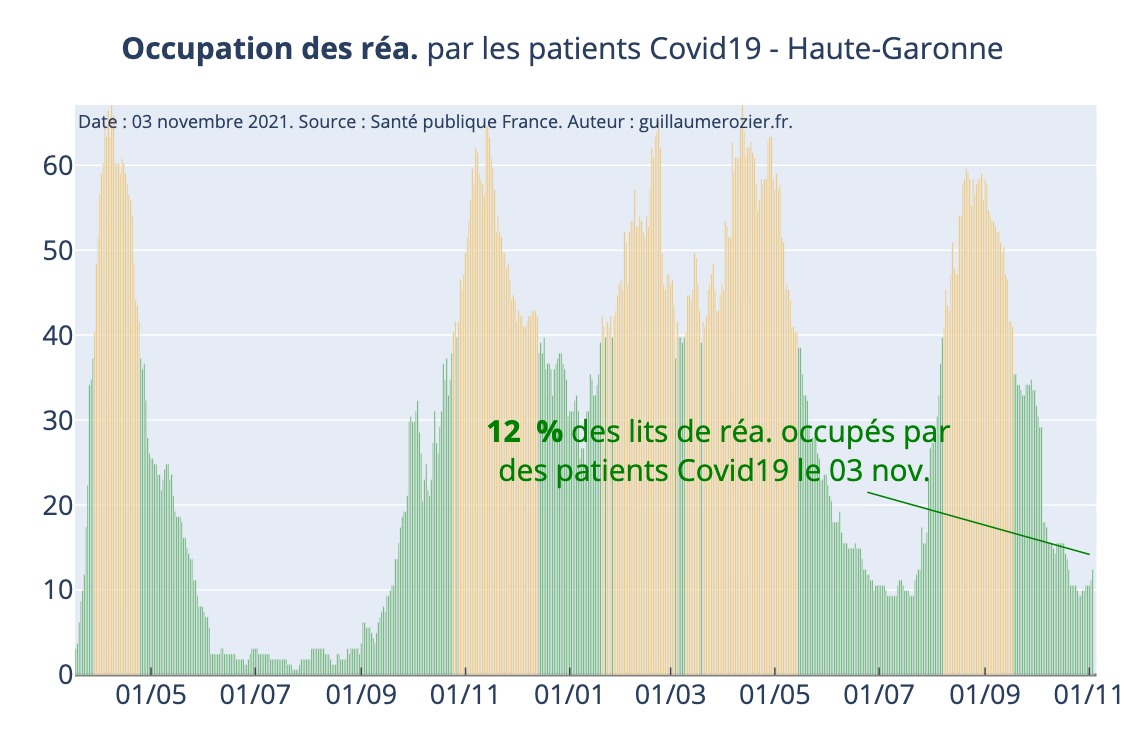 Occupation des réa. par les patients Covid19 - Haute-Garonne
Date : 03 novembre 2021. Source : Santé publique France. Auteur : guillaumerozier.fr.
60
50
40
30
20
10
0
12 % des lits de réa. occupés par
des patients Covid19 le 03 nov.
01/05 01/07 01/09 01/11 01/01 01/03 01/05 01/07 01/09 01/11